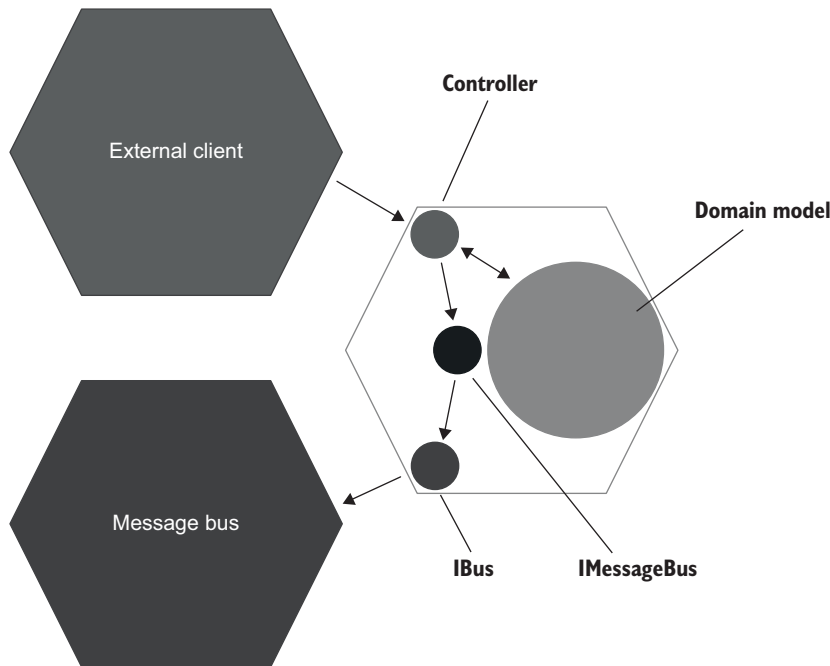 Controller
External client
Domain model
Message bus
IBus
IMessageBus